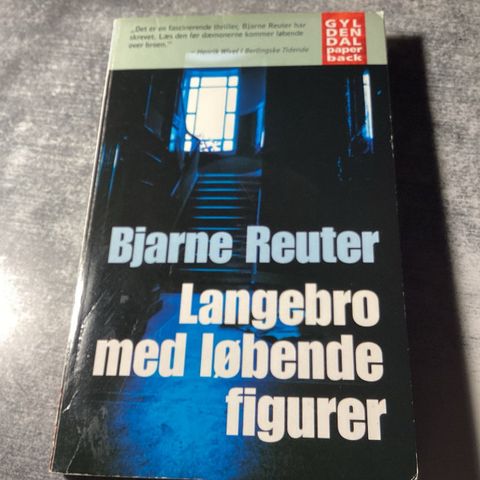 „Det er en fascinerende thriller, Bjarne Reuter har
skrevet. Læs den før dæmonerne kommer løbende
over broen."
– Henrik Wivel i Berlingske Tidende
GYL
DEN
DAL
paper
back
Bjarne Reuter
Langebro
med løbende
figurer